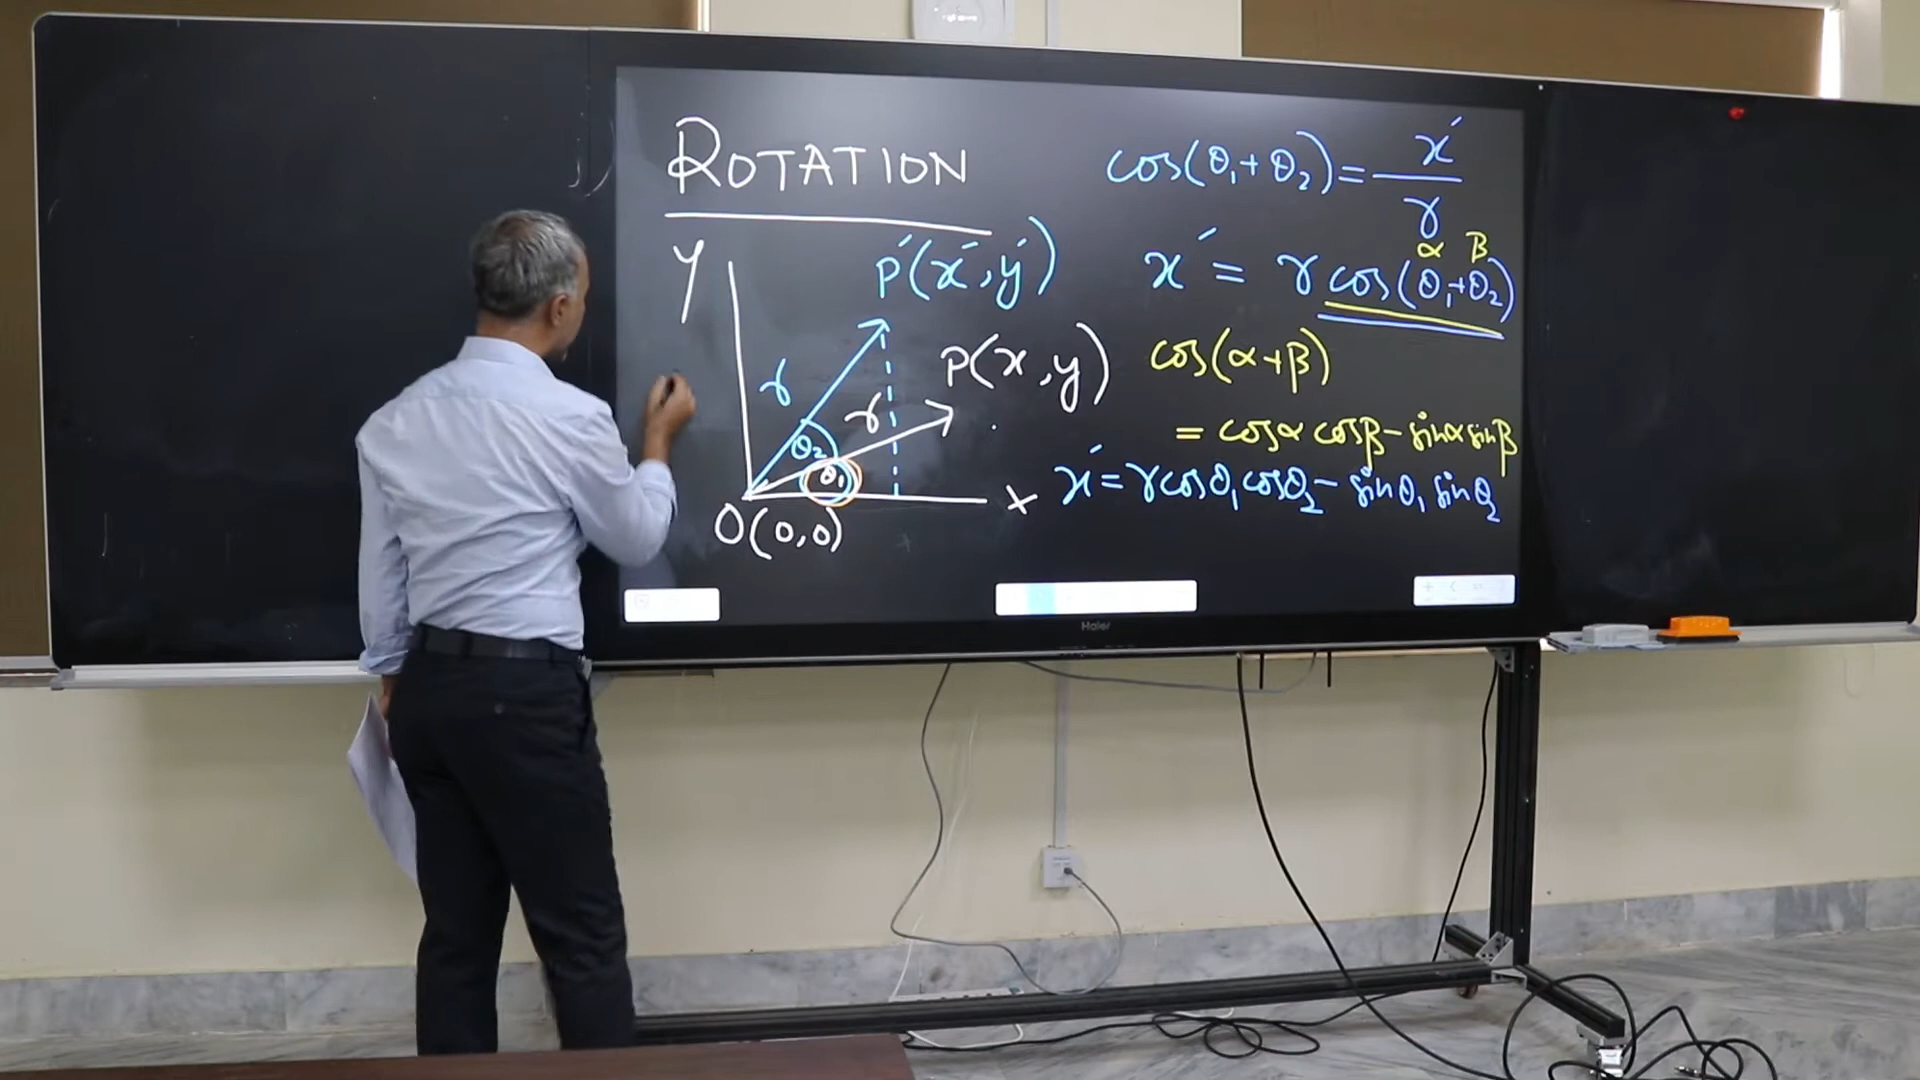 ROTATION
Y
P′(x′, y′)
r
P(x, y)
r
θ₂
θ₁
X
O(0,0)
cos(θ₁+θ₂)= x′/r
α β
x′ = r cos(θ₁+θ₂)
cos(α+β)
= cosα cosβ − sinα sinβ
x′ = r cosθ₁ cosθ₂ − sinθ₁ sinθ₂
Haier